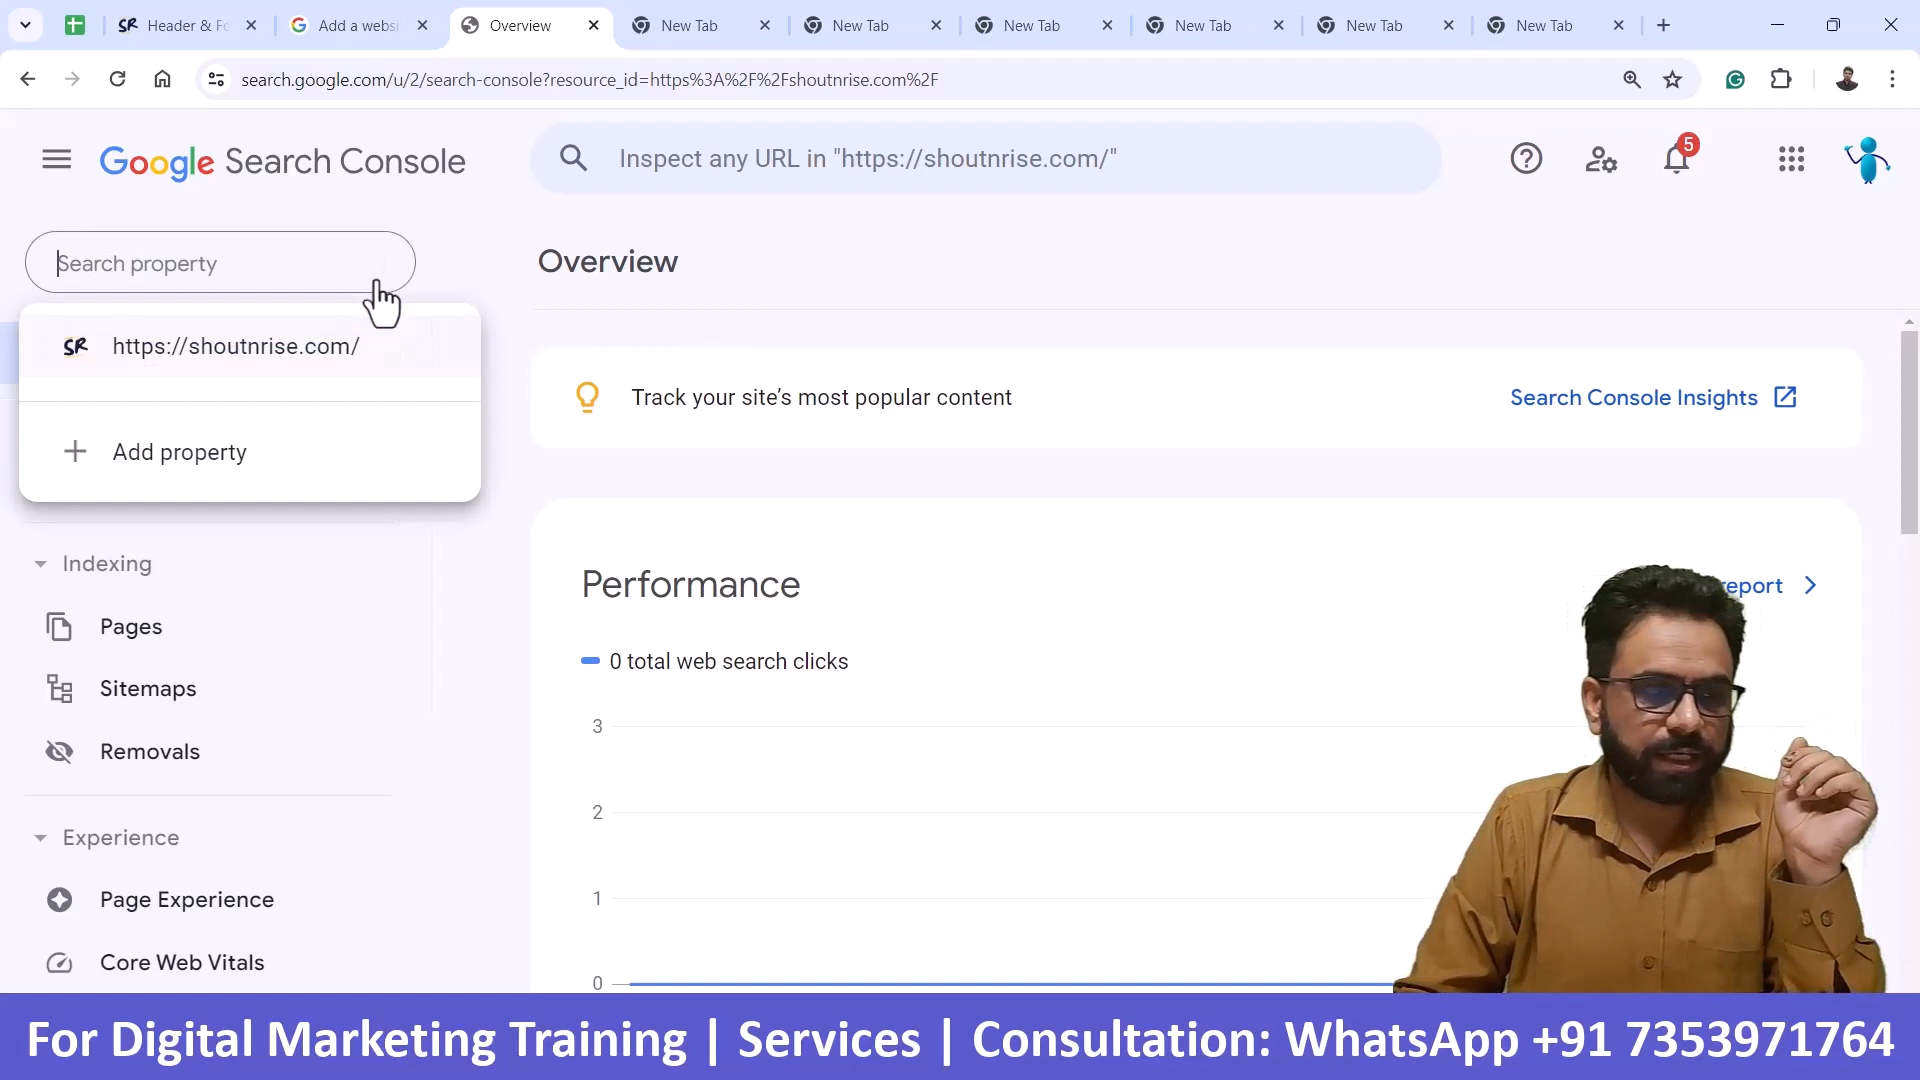 Header & Fo
Add a websi
Overview
New Tab
New Tab
New Tab
New Tab
New Tab
New Tab
search.google.com/u/2/search-console?resource_id=https%3A%2F%2Fshoutnrise.com%2F
Google Search Console
Inspect any URL in "https://shoutnrise.com/"
5
Search property
Overview
SR https://shoutnrise.com/
Track your site's most popular content
Search Console Insights
Add property
Indexing
Performance
report
Pages
0 total web search clicks
Sitemaps
3
Removals
2
Experience
1
Page Experience
Core Web Vitals
0
For Digital Marketing Training | Services | Consultation: WhatsApp +91 7353971764